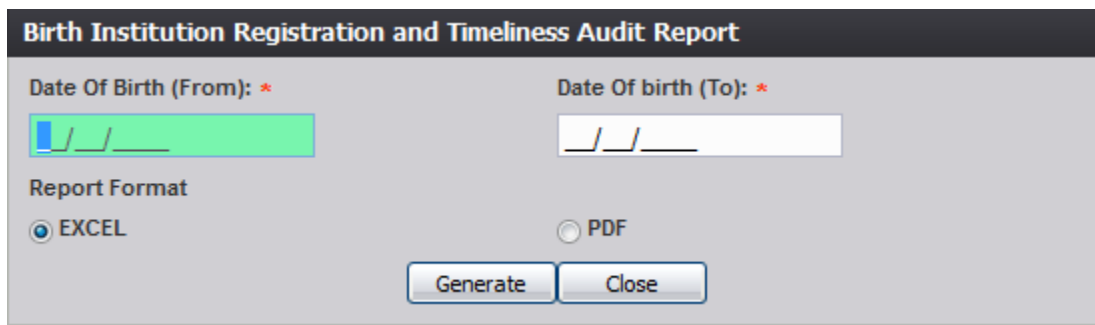 Birth Institution Registration and Timeliness Audit Report
Date Of Birth (From): * Date Of birth (To): *
__/__/____ __/__/____
Report Format
EXCEL PDF
Generate Close